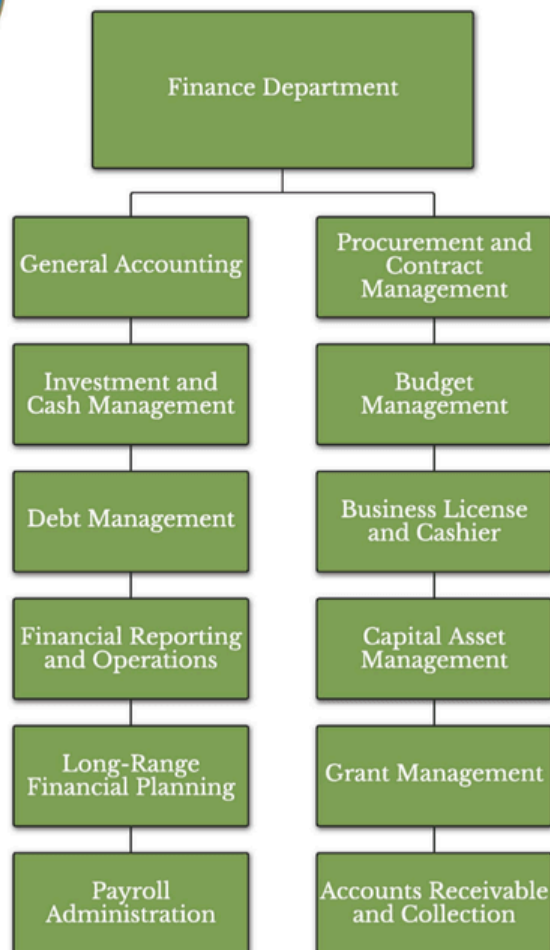 Finance Department
General Accounting
Procurement and
Contract
Management
Investment and
Cash Management
Budget
Management
Debt Management
Business License
and Cashier
Financial Reporting
and Operations
Capital Asset
Management
Long-Range
Financial Planning
Grant Management
Payroll
Administration
Accounts Receivable
and Collection